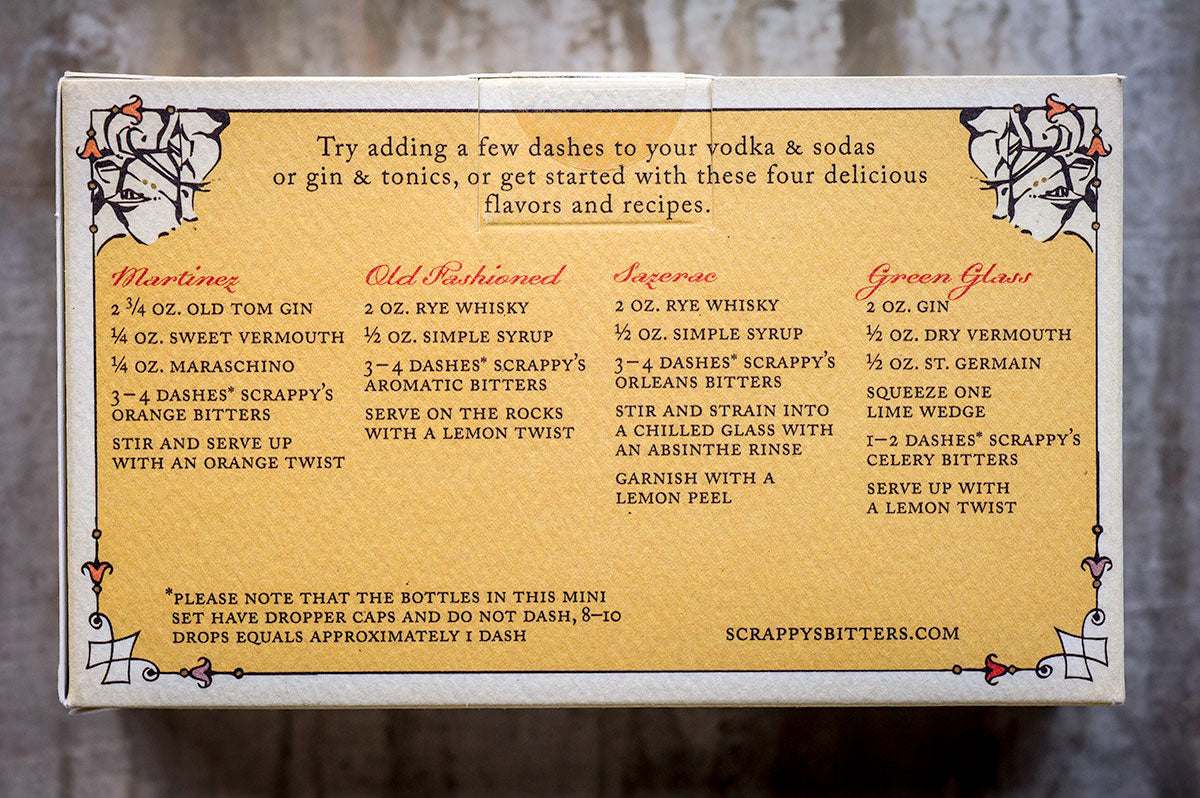 Try adding a few dashes to your vodka & sodas
or gin & tonics, or get started with these four delicious
flavors and recipes.
Martinez
2 ¾ OZ. OLD TOM GIN
¼ OZ. SWEET VERMOUTH
¼ OZ. MARASCHINO
3–4 DASHES* SCRAPPY'S
ORANGE BITTERS
STIR AND SERVE UP
WITH AN ORANGE TWIST
Old Fashioned
2 OZ. RYE WHISKY
½ OZ. SIMPLE SYRUP
3–4 DASHES* SCRAPPY'S
AROMATIC BITTERS
SERVE ON THE ROCKS
WITH A LEMON TWIST
Sazerac
2 OZ. RYE WHISKY
½ OZ. SIMPLE SYRUP
3–4 DASHES* SCRAPPY'S
ORLEANS BITTERS
STIR AND STRAIN INTO
A CHILLED GLASS WITH
AN ABSINTHE RINSE
GARNISH WITH A
LEMON PEEL
Green Glass
2 OZ. GIN
½ OZ. DRY VERMOUTH
½ OZ. ST. GERMAIN
SQUEEZE ONE
LIME WEDGE
1–2 DASHES* SCRAPPY'S
CELERY BITTERS
SERVE UP WITH
A LEMON TWIST
*PLEASE NOTE THAT THE BOTTLES IN THIS MINI
SET HAVE DROPPER CAPS AND DO NOT DASH, 8–10
DROPS EQUALS APPROXIMATELY 1 DASH
SCRAPPYSBITTERS.COM